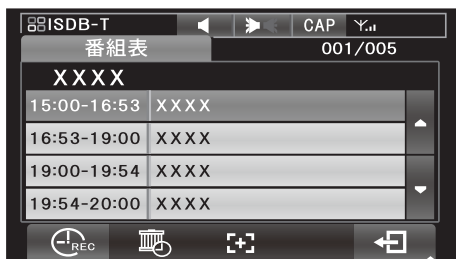 ISDB-T CAP
番組表 001/005
XXXX
15:00-16:53 XXXX
16:53-19:00 XXXX
19:00-19:54 XXXX
19:54-20:00 XXXX
REC